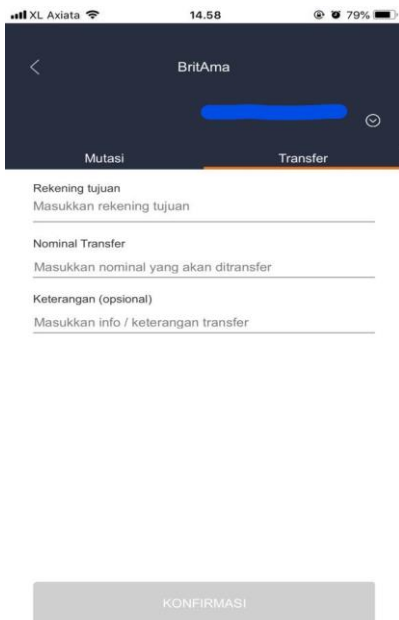 XL Axiata 14.58 79%
BritAma
Mutasi Transfer
Rekening tujuan
Masukkan rekening tujuan
Nominal Transfer
Masukkan nominal yang akan ditransfer
Keterangan (opsional)
Masukkan info / keterangan transfer
KONFIRMASI